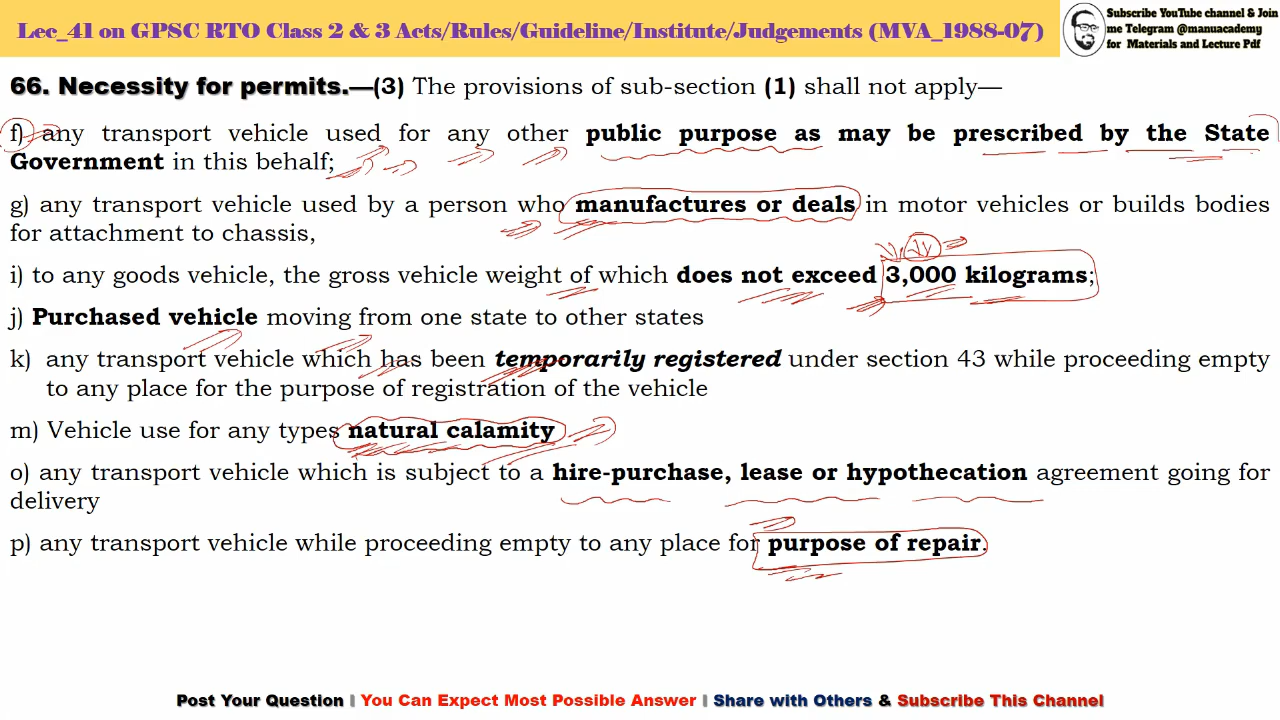 Lec_41 on GPSC RTO Class 2 & 3 Acts/Rules/Guideline/Institute/Judgements (MVA_1988-07)
Subscribe YouTube channel & Join
me Telegram @manuacademy
for Materials and Lecture Pdf
66. Necessity for permits.—(3) The provisions of sub-section (1) shall not apply—
f) any transport vehicle used for any other public purpose as may be prescribed by the State
Government in this behalf;
g) any transport vehicle used by a person who manufactures or deals in motor vehicles or builds bodies
for attachment to chassis,
i) to any goods vehicle, the gross vehicle weight of which does not exceed 3,000 kilograms;
j) Purchased vehicle moving from one state to other states
k) any transport vehicle which has been temporarily registered under section 43 while proceeding empty
to any place for the purpose of registration of the vehicle
m) Vehicle use for any types natural calamity
o) any transport vehicle which is subject to a hire-purchase, lease or hypothecation agreement going for
delivery
p) any transport vehicle while proceeding empty to any place for purpose of repair.
Post Your Question | You Can Expect Most Possible Answer | Share with Others & Subscribe This Channel